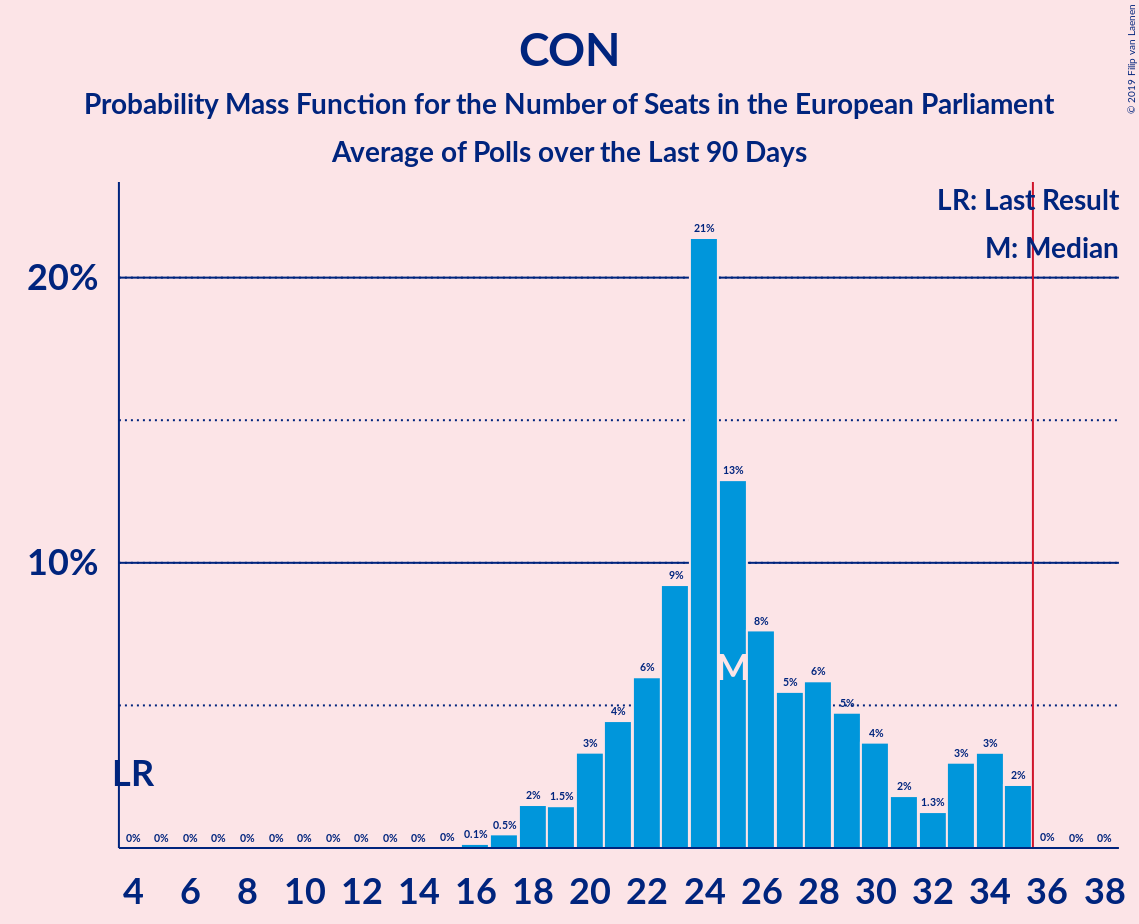 CON
Probability Mass Function for the Number of Seats in the European Parliament
Average of Polls over the Last 90 Days
© 2019 Filip van Laenen
LR: Last Result
M: Median
20%
10%
LR
M
0% 0% 0% 0% 0% 0% 0% 0% 0% 0% 0% 0% 0.1% 0.5% 2% 1.5% 3% 4% 6% 9% 21% 13% 8% 5% 6% 5% 4% 2% 1.3% 3% 3% 2% 0% 0% 0%
4 6 8 10 12 14 16 18 20 22 24 26 28 30 32 34 36 38